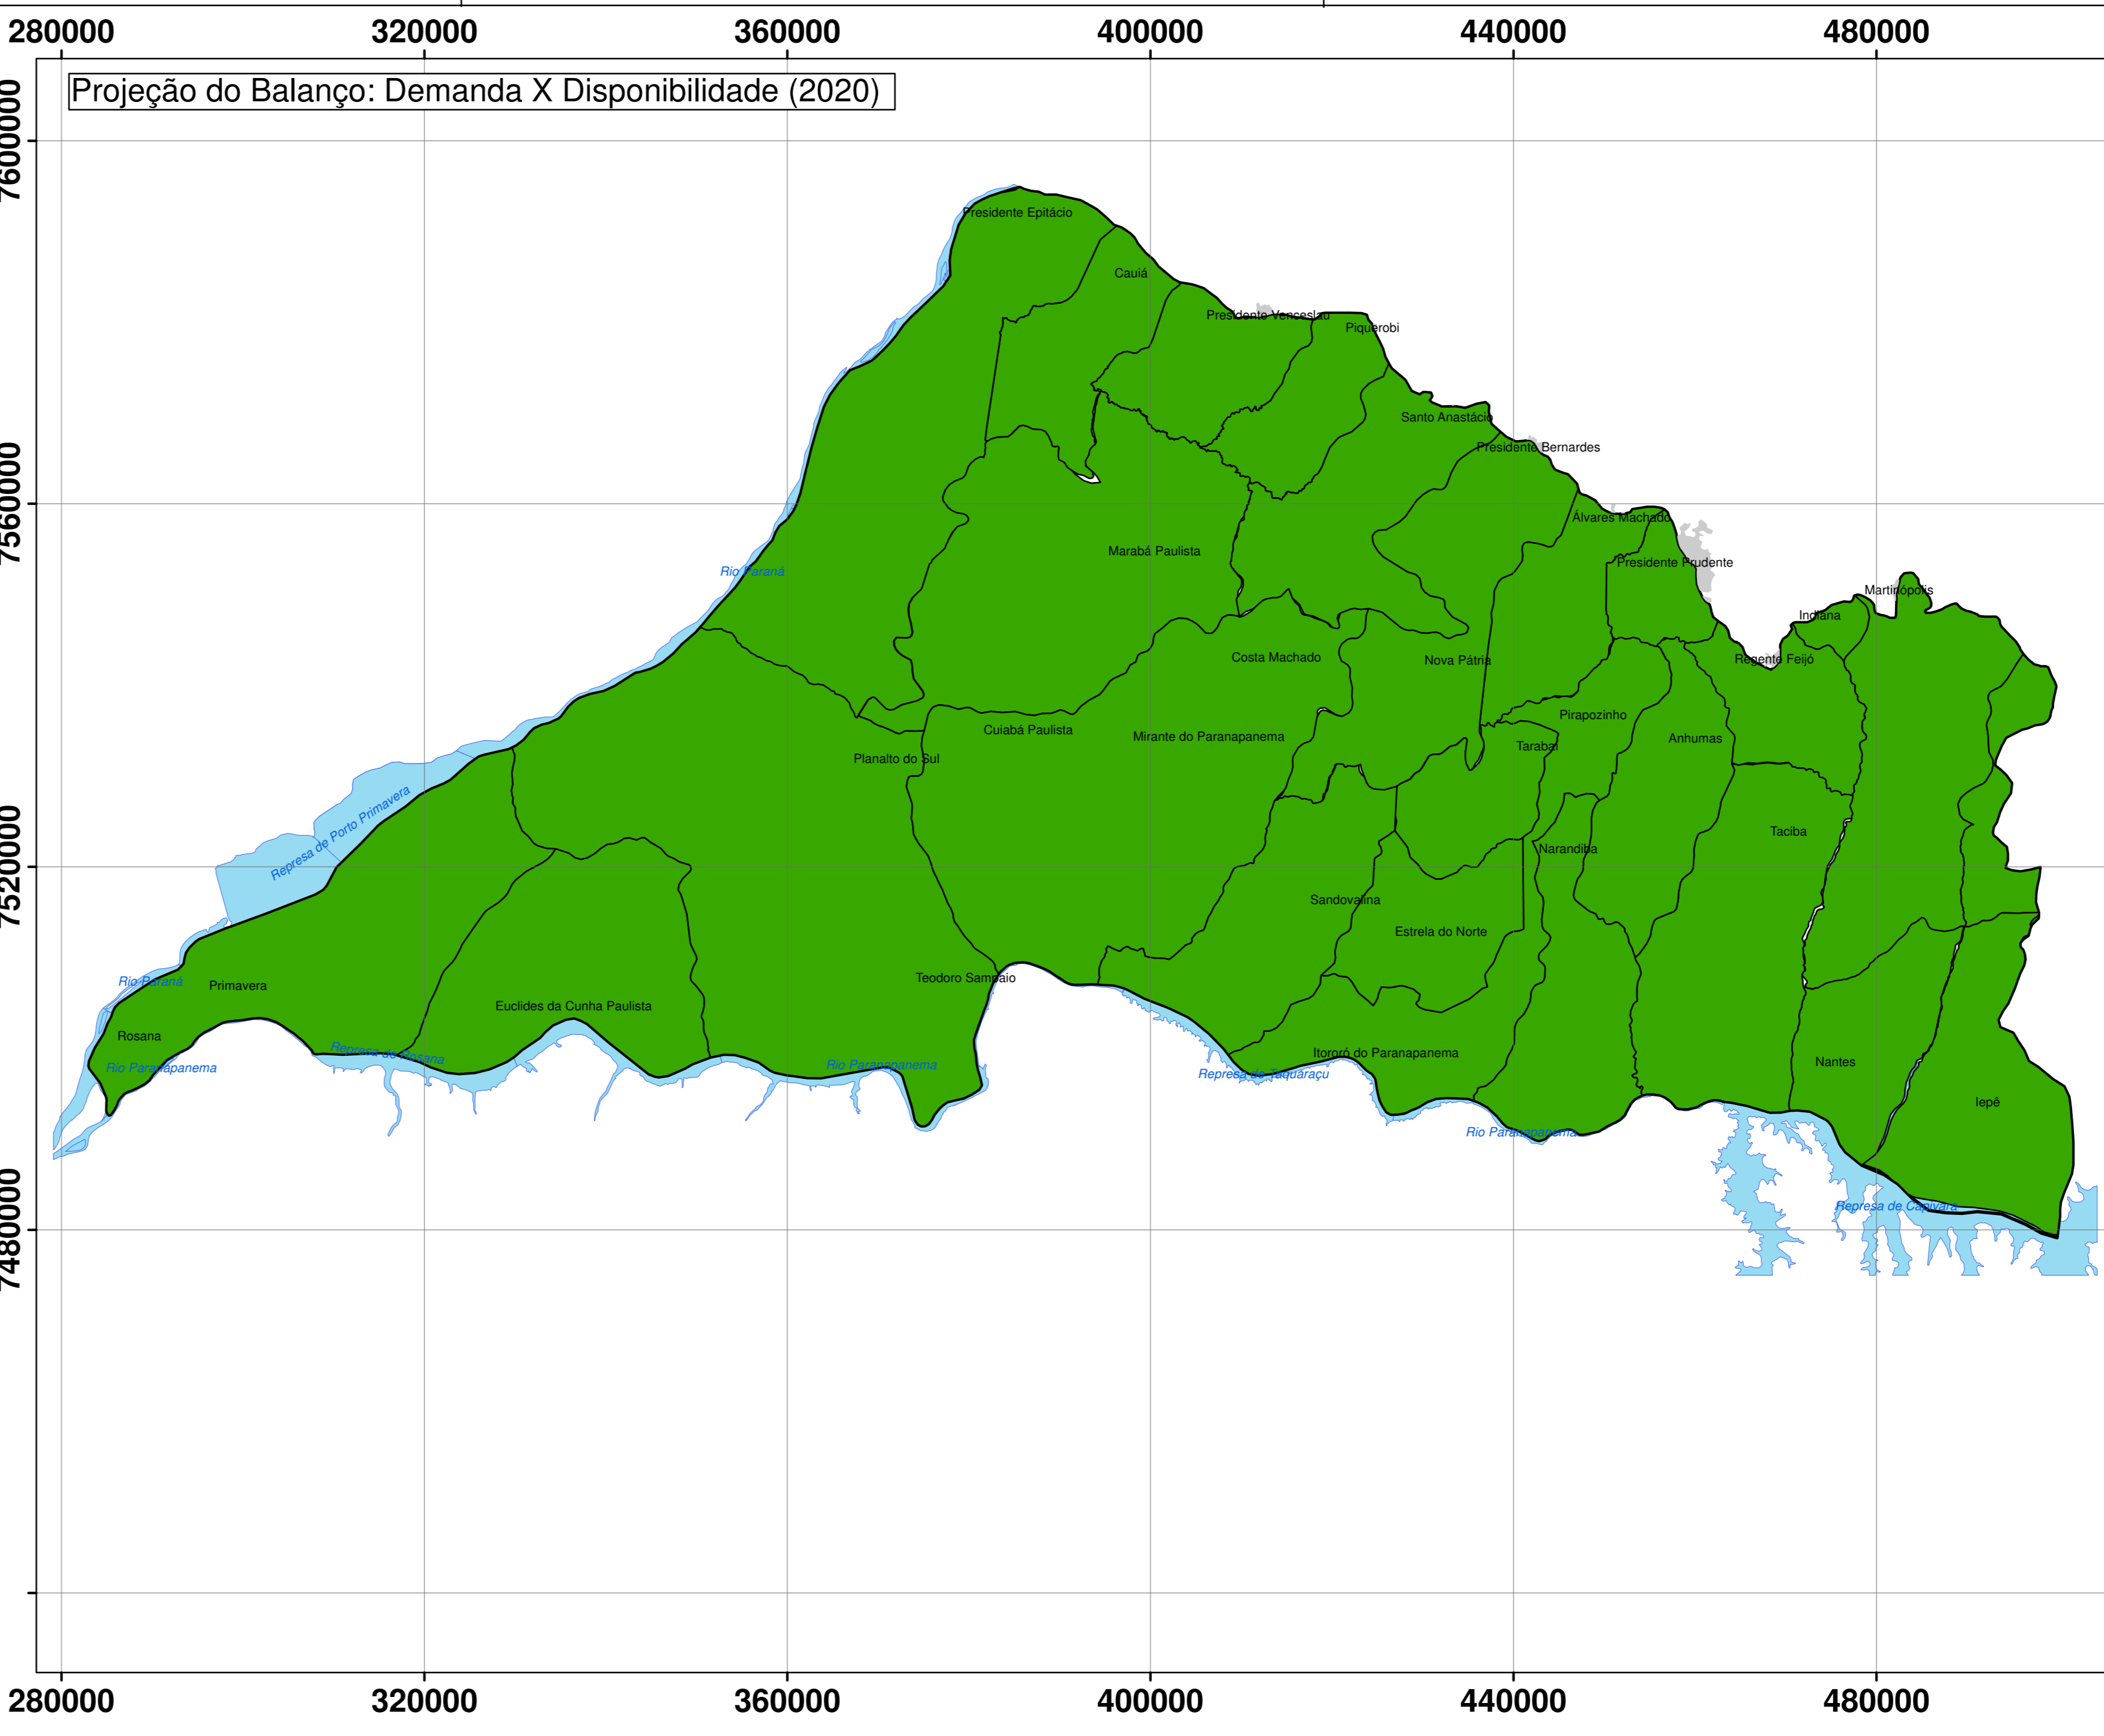 280000 320000 360000 400000 440000 480000
Projeção do Balanço: Demanda X Disponibilidade (2020)
7600000
Presidente Epitácio
Cauiá
Presidente Venceslau
Piquerobi
Santo Anastácio
Presidente Bernardes
7560000
Álvares Machado
Marabá Paulista
Presidente Prudente
Rio Paraná
Martinópolis
Indiana
Costa Machado
Nova Pátria
Regente Feijó
Pirapozinho
Cuiabá Paulista
Mirante do Paranapanema
Anhumas
Tarabai
Planalto do Sul
Represa de Porto Primavera
Taciba
7520000
Narandiba
Sandovalina
Estrela do Norte
Teodoro Sampaio
Rio Paraná
Primavera
Euclides da Cunha Paulista
Rosana
Represa de Rosana
Itororó do Paranapanema
Nantes
Rio Paranapanema
Rio Paranapanema
Represa de Taquaraçu
Iepê
Rio Paranapanema
Represa de Capivara
7480000
280000 320000 360000 400000 440000 480000